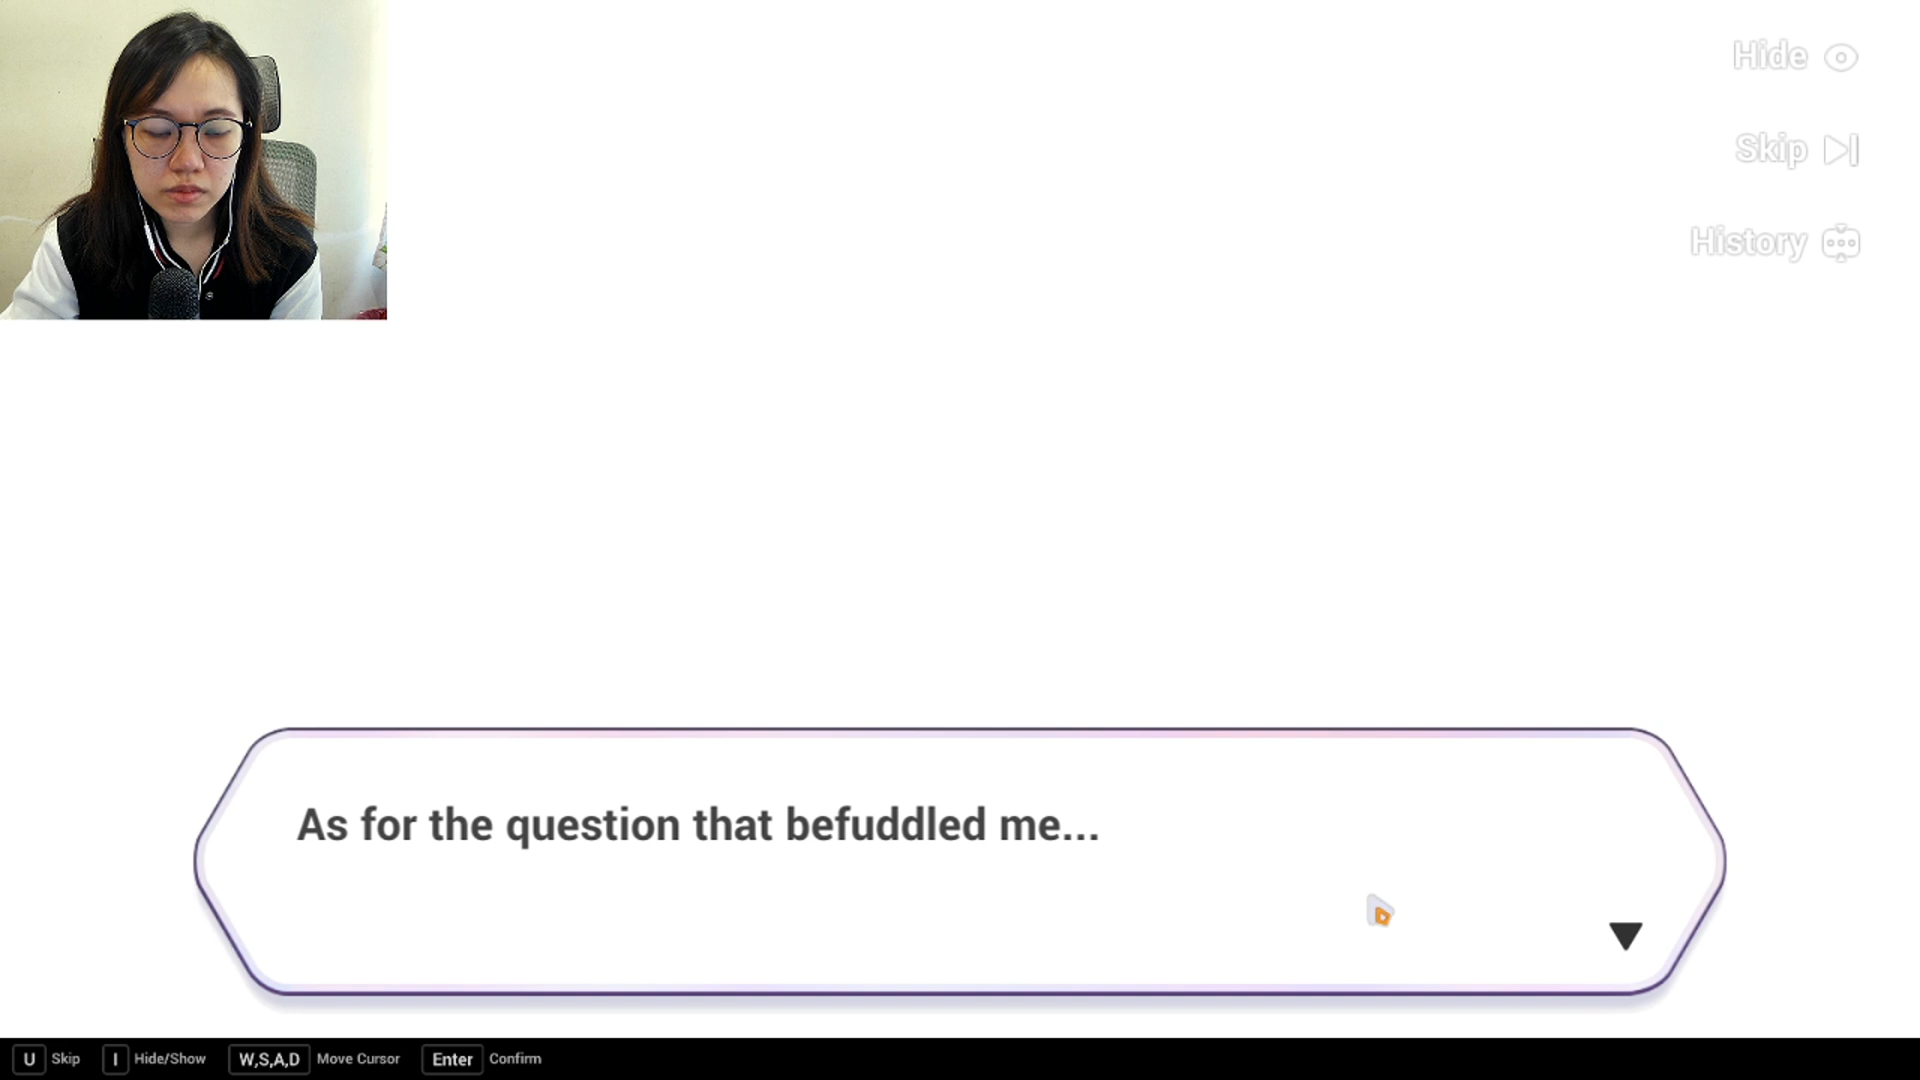 Hide
Skip
History
As for the question that befuddled me...
U Skip I Hide/Show W,S,A,D Move Cursor Enter Confirm